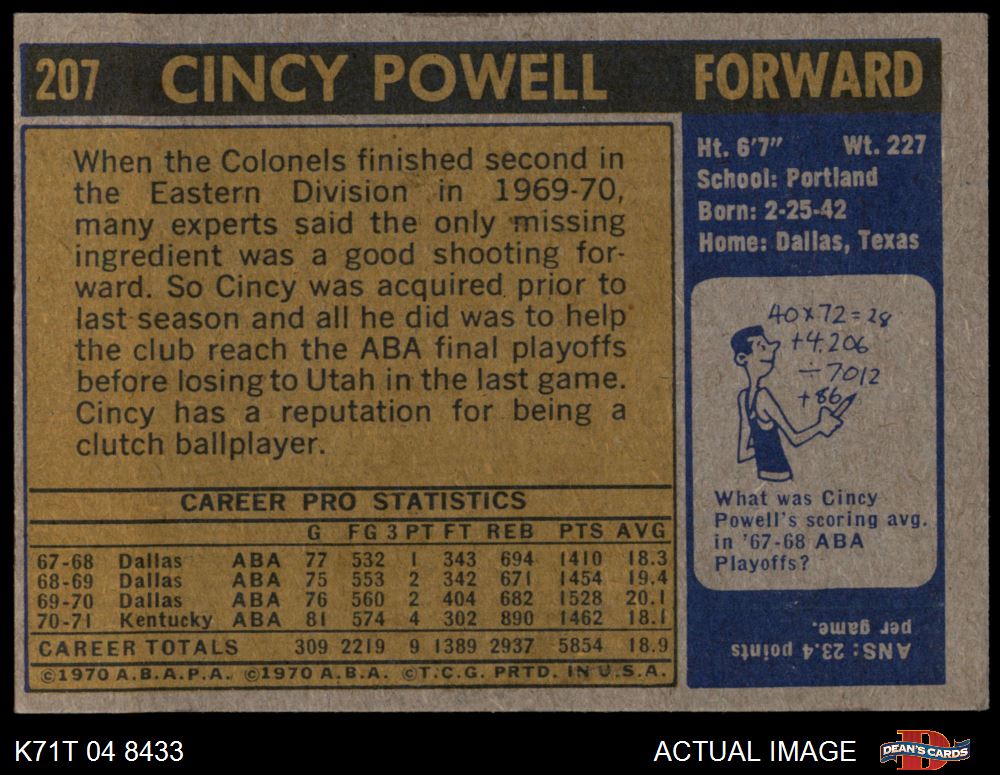 207 CINCY POWELL FORWARD
When the Colonels finished second in
the Eastern Division in 1969-70,
many experts said the only missing
ingredient was a good shooting for-
ward. So Cincy was acquired prior to
last season and all he did was to help
the club reach the ABA final playoffs
before losing to Utah in the last game.
Cincy has a reputation for being a
clutch ballplayer.
CAREER PRO STATISTICS
G FG 3 PT FT REB PTS AVG
67-68 Dallas ABA 77 532 1 343 694 1410 18.3
68-69 Dallas ABA 75 553 2 342 671 1454 19.4
69-70 Dallas ABA 76 560 2 404 682 1528 20.1
70-71 Kentucky ABA 81 574 4 302 890 1462 18.1
CAREER TOTALS 309 2219 9 1389 2937 5854 18.9
©1970 A.B.A.P.A. ©1970 A.B.A. ©T.C.G. PRTD. IN U.S.A.
Ht. 6'7" Wt. 227
School: Portland
Born: 2-25-42
Home: Dallas, Texas
40x72=28
+4.206
÷7012
+86
What was Cincy
Powell's scoring avg.
in '67-68 ABA
Playoffs?
ANS: 23.4 points
per game.
K71T 04 8433 ACTUAL IMAGE
D
DEAN'S CARDS